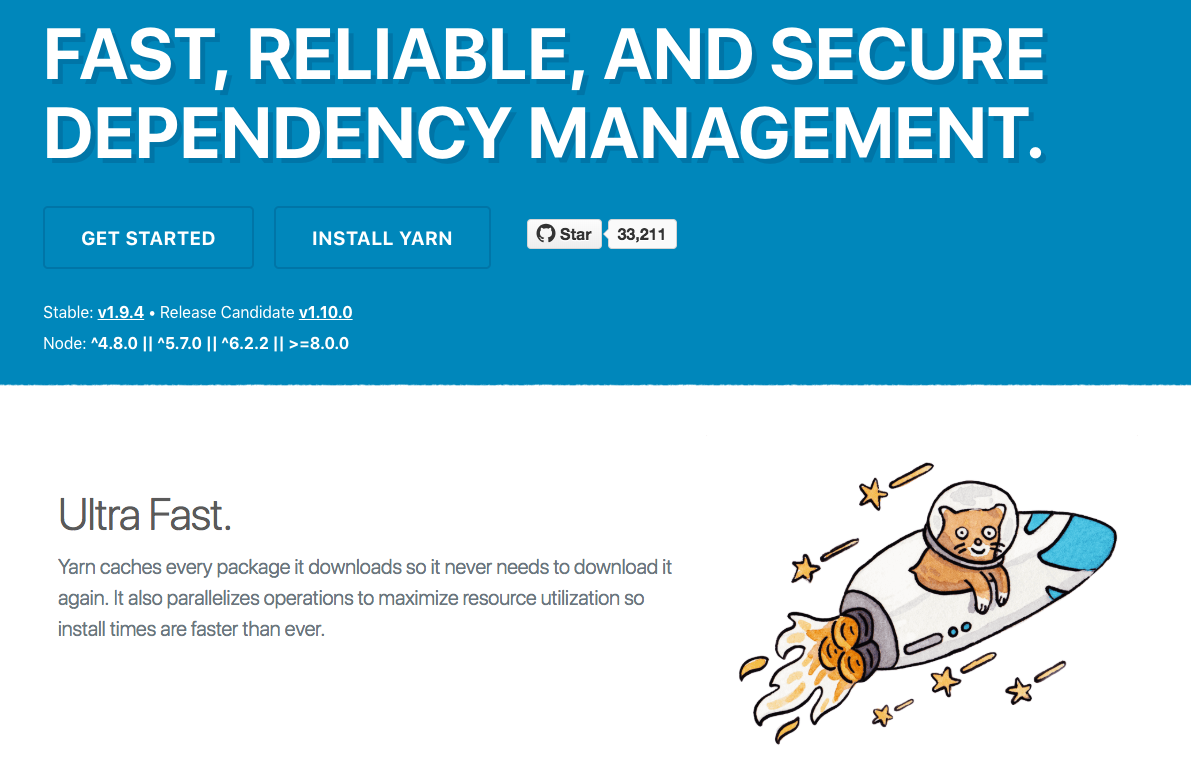 FAST, RELIABLE, AND SECURE
DEPENDENCY MANAGEMENT.
GET STARTED
INSTALL YARN
Star
33,211
Stable: v1.9.4 • Release Candidate v1.10.0
Node: ^4.8.0 || ^5.7.0 || ^6.2.2 || >=8.0.0
Ultra Fast.
Yarn caches every package it downloads so it never needs to download it
again. It also parallelizes operations to maximize resource utilization so
install times are faster than ever.